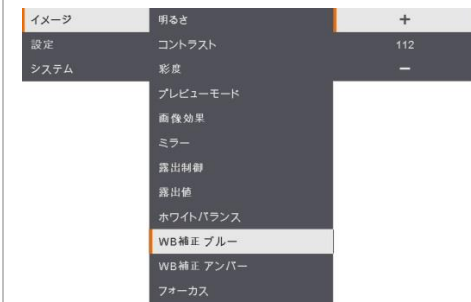 イメージ
設定
システム
明るさ
コントラスト
彩度
プレビューモード
画像効果
ミラー
露出制御
露出値
ホワイトバランス
WB補正 ブルー
WB補正 アンバー
フォーカス
+
112
−